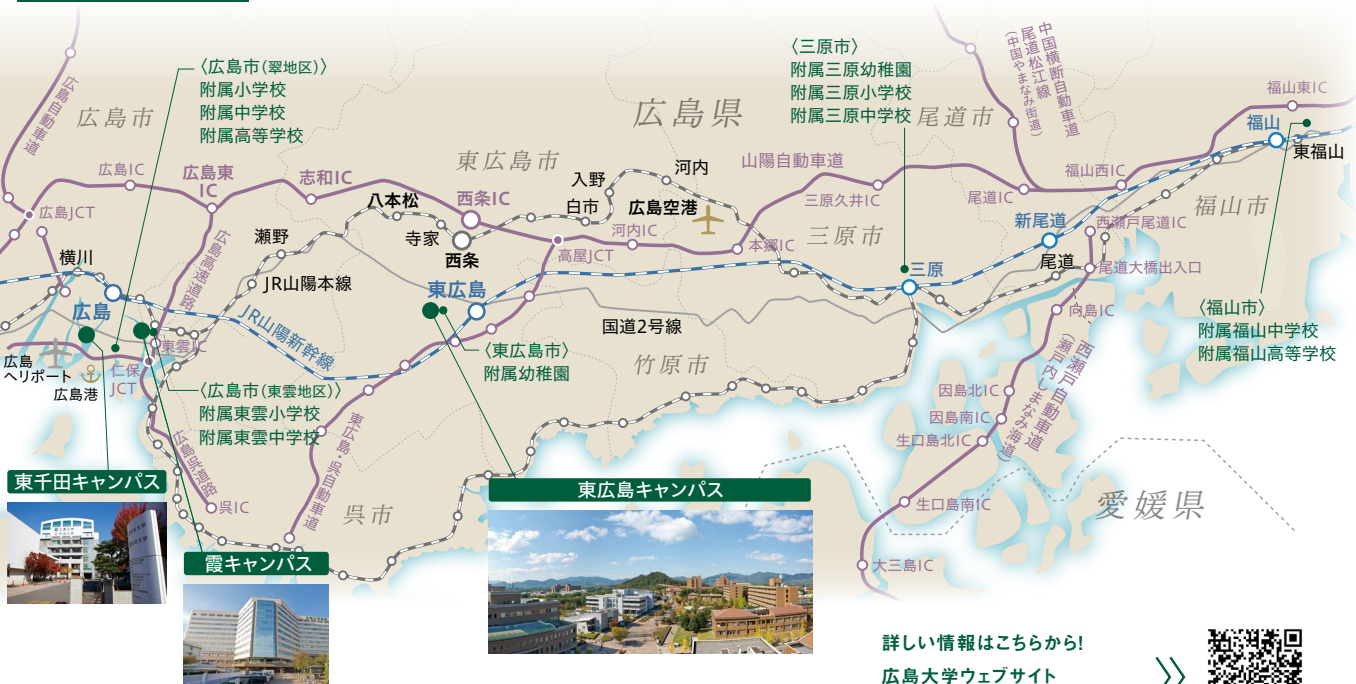 広島自動車道
広島市
〈広島市(翠地区)〉
附属小学校
附属中学校
附属高等学校
広島県
〈三原市〉
附属三原幼稚園
附属三原小学校
附属三原中学校
尾道市
中国横断自動車道
尾道松江線
(中国やまなみ街道)
福山東IC
福山
東福山
広島IC
広島東
IC
志和IC
東広島市
八本松
西条IC
入野
白市
河内
広島空港
山陽自動車道
三原久井IC
尾道IC
福山西IC
福山市
広島JCT
横川
瀬野
寺家
西条
河内IC
高屋JCT
本郷IC
三原市
新尾道
西瀬戸尾道IC
尾道
尾道大橋出入口
広島高速道路
JR山陽本線
JR山陽新幹線
東広島
三原
広島
国道2号線
向島IC
〈福山市〉
附属福山中学校
附属福山高等学校
東雲IC
仁保
JCT
広島
ヘリポート
広島港
〈東広島市〉
附属幼稚園
竹原市
〈広島市(東雲地区)〉
附属東雲小学校
附属東雲中学校
西瀬戸自動車道
(瀬戸内しまなみ海道)
因島北IC
因島南IC
生口島北IC
生口島南IC
大三島IC
愛媛県
広島呉道路
呉IC
東広島・呉自動車道
呉市
東千田キャンパス
霞キャンパス
東広島キャンパス
詳しい情報はこちらから!
広島大学ウェブサイト